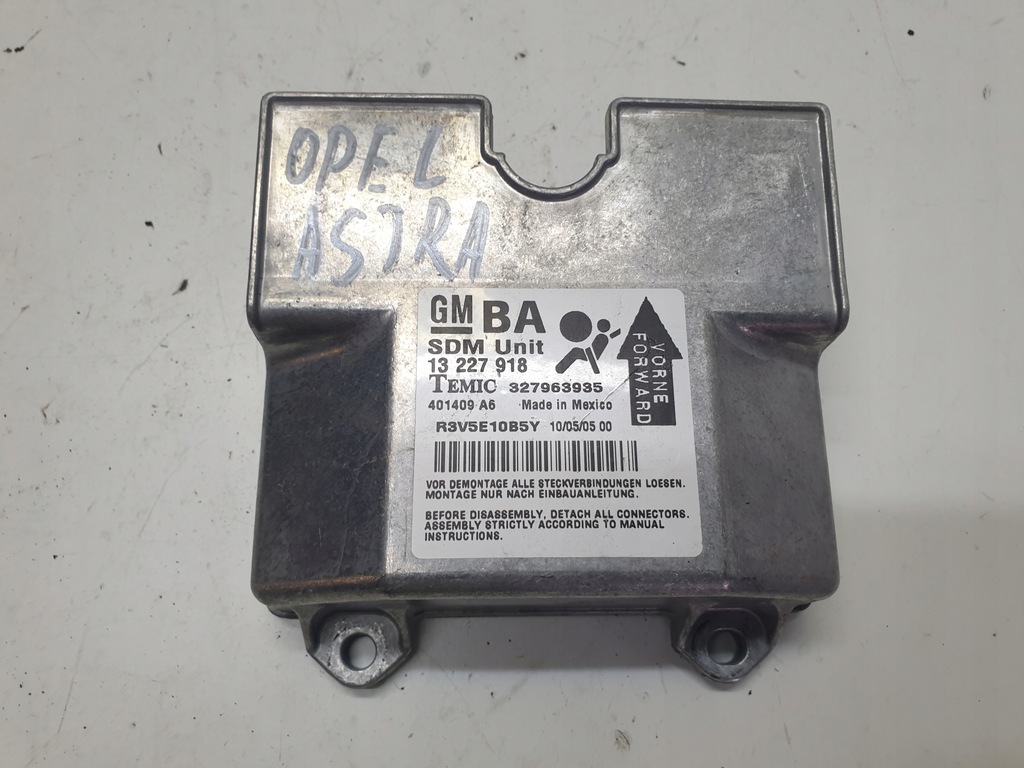 OPEL
ASTRA
GM BA
SDM Unit
13 227 918
TEMIC 327963935
401409 A6 Made in Mexico
R3V5E10B5Y 10/05/05 00
VORNE
FORWARD
VOR DEMONTAGE ALLE STECKVERBINDUNGEN LOESEN.
MONTAGE NUR NACH EINBAUANLEITUNG.
BEFORE DISASSEMBLY, DETACH ALL CONNECTORS.
ASSEMBLY STRICTLY ACCORDING TO MANUAL
INSTRUCTIONS.